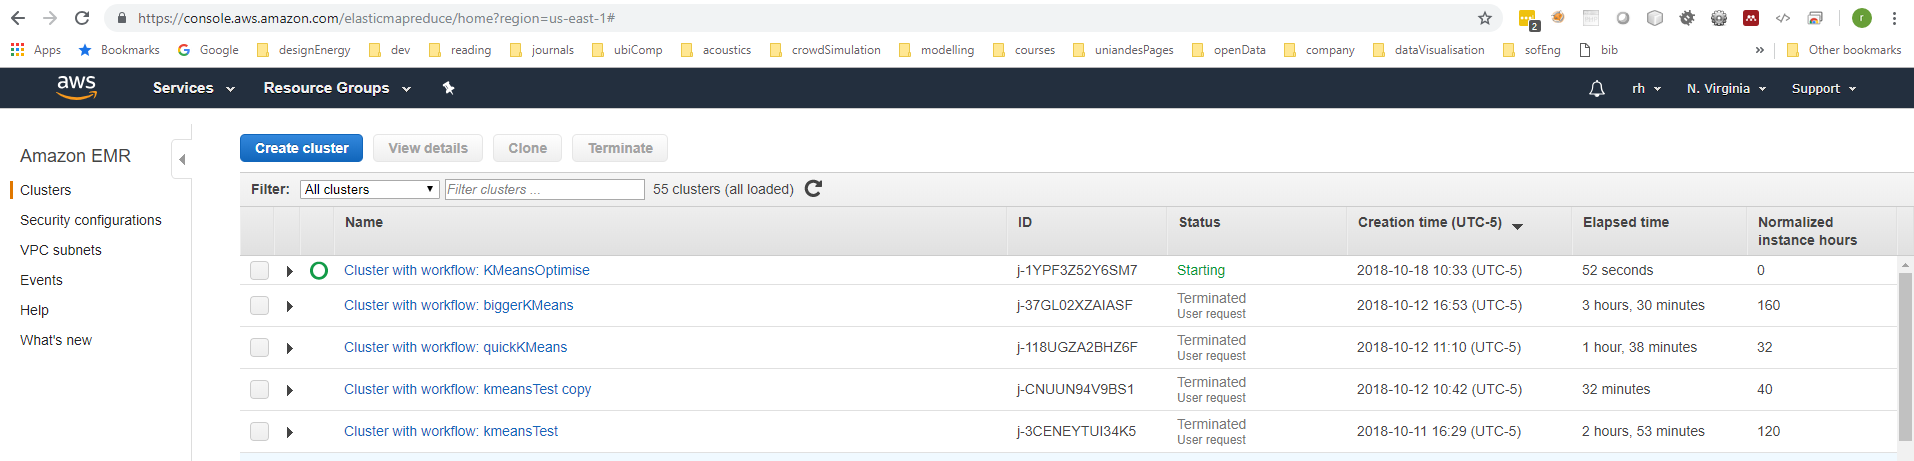 https://console.aws.amazon.com/elasticmapreduce/home?region=us-east-1#
2
r
Apps Bookmarks Google designEnergy dev reading journals ubiComp acoustics crowdSimulation modelling courses uniandesPages openData company dataVisualisation sofEng bib » Other bookmarks
aws Services Resource Groups rh N. Virginia Support
Amazon EMR
Clusters
Security configurations
VPC subnets
Events
Help
What's new
Create cluster View details Clone Terminate
Filter: All clusters Filter clusters ... 55 clusters (all loaded)
Name ID Status Creation time (UTC-5) Elapsed time Normalized instance hours
Cluster with workflow: KMeansOptimise j-1YPF3Z52Y6SM7 Starting 2018-10-18 10:33 (UTC-5) 52 seconds 0
Cluster with workflow: biggerKMeans j-37GL02XZAIASF Terminated User request 2018-10-12 16:53 (UTC-5) 3 hours, 30 minutes 160
Cluster with workflow: quickKMeans j-118UGZA2BHZ6F Terminated User request 2018-10-12 11:10 (UTC-5) 1 hour, 38 minutes 32
Cluster with workflow: kmeansTest copy j-CNUUN94V9BS1 Terminated User request 2018-10-12 10:42 (UTC-5) 32 minutes 40
Cluster with workflow: kmeansTest j-3CENEYTUI34K5 Terminated User request 2018-10-11 16:29 (UTC-5) 2 hours, 53 minutes 120